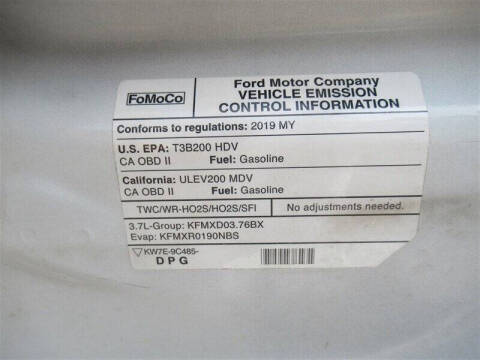 FoMoCo
Ford Motor Company
VEHICLE EMISSION
CONTROL INFORMATION
Conforms to regulations: 2019 MY
U.S. EPA: T3B200 HDV
CA OBD II Fuel: Gasoline
California: ULEV200 MDV
CA OBD II Fuel: Gasoline
TWC/WR-HO2S/HO2S/SFI No adjustments needed.
3.7L-Group: KFMXD03.76BX
Evap: KFMXR0190NBS
KW7E-9C485-
D P G